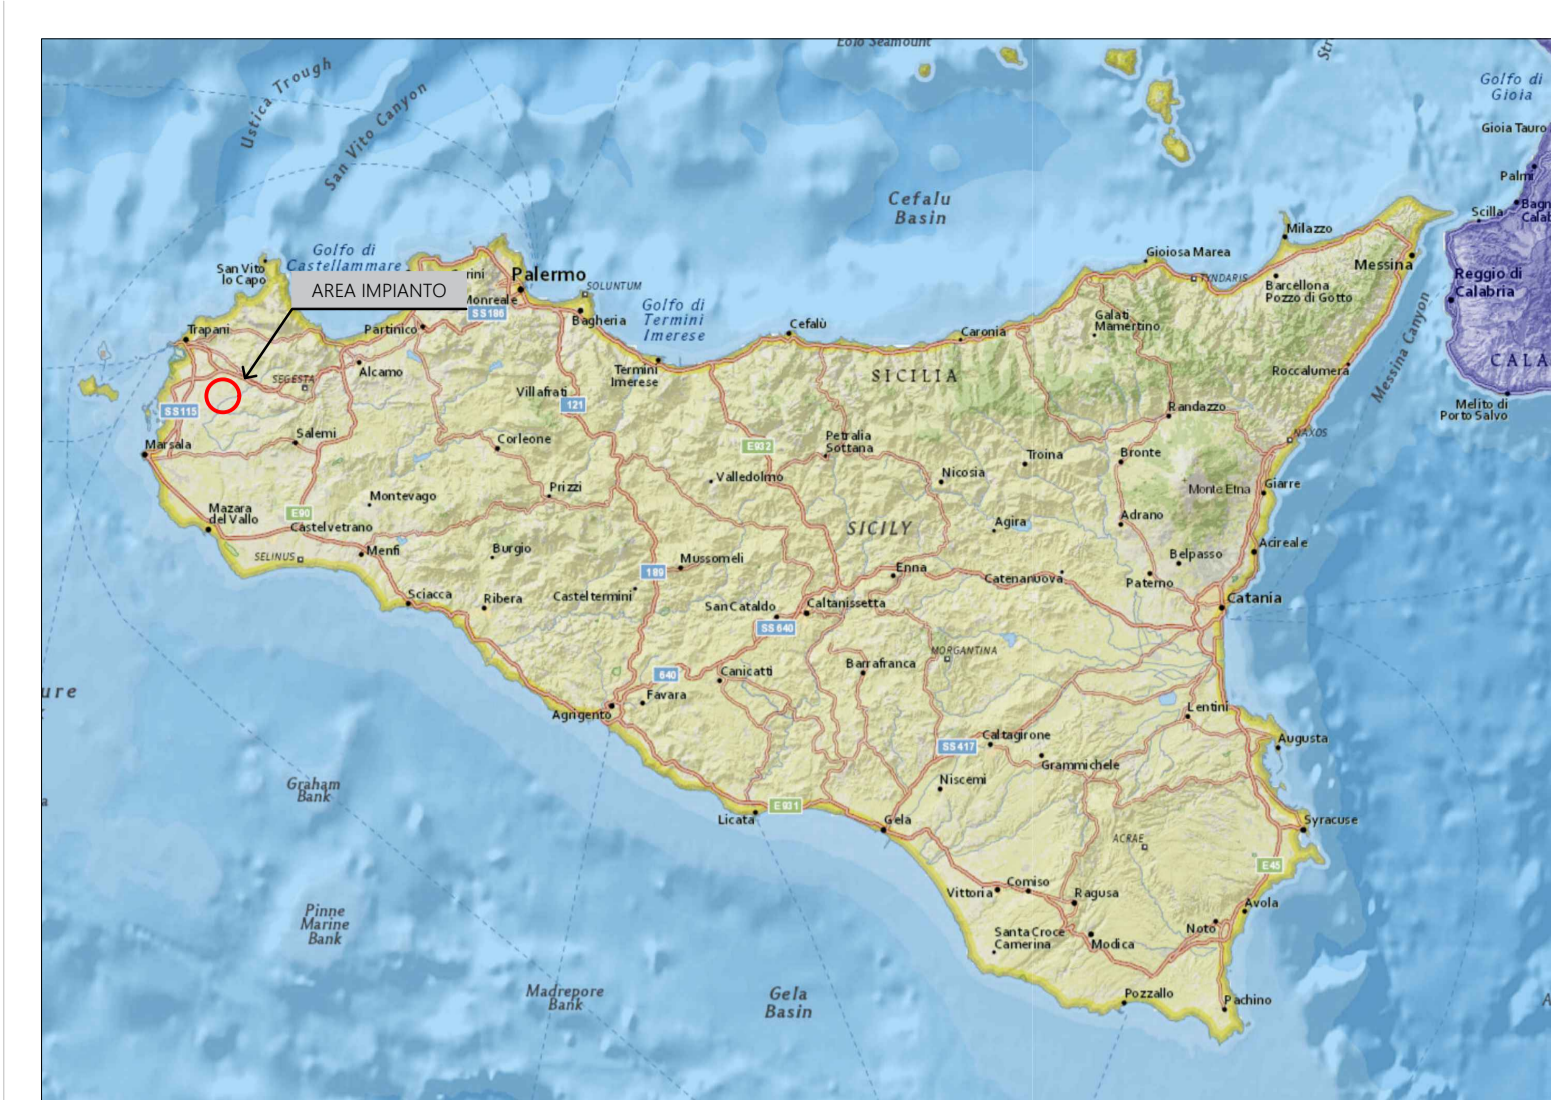 Eolo Seamount
Ustica Trough
San Vito Canyon
Golfo di
Gioia
Gioia Tauro
Palmi
Cefalu
Basin
Scilla
Milazzo
Golfo di
Castellammare
San Vito
lo Capo
Palermo
Gioiosa Marea
Messina
AREA IMPIANTO
Monreale
SOLUNTUM
TYNDARIS
Barcellona
Pozzo di Gotto
Reggio di
Calabria
SS186
Bagheria
Golfo di
Termini
Imerese
Trapani
Partinico
Cefalù
Caronia
Galati
Mamertino
Messina Canyon
Alcamo
SEGESTA
Termini
Imerese
SICILIA
Roccalumera
Villafrati
121
SS115
Randazzo
Melito di
Porto Salvo
Marsala
Salemi
Corleone
E932
Petralia
Sottana
NAXOS
Troina
Bronte
Valledolmo
Nicosia
Prizzi
Montevago
Monte Etna
Giarre
Mazara
del Vallo
E90
Castelvetrano
SICILY
Agira
Adrano
SELINUS
Menfi
Burgio
Mussomeli
Acireale
Belpasso
189
Enna
Catenanuova
Paterno
Sciacca
Ribera
Casteltermini
San Cataldo
Caltanissetta
Catania
SS640
MORGANTINA
Barrafranca
640
Canicatti
Favara
Agrigento
Lentini
SS417
Caltagirone
Augusta
Grammichele
Graham
Bank
Niscemi
Licata
E931
Gela
Syracuse
ACRAE
E45
Vittoria
Comiso
Ragusa
Avola
Pinne
Marine
Bank
Santa Croce
Camerina
Modica
Noto
Madrepore
Bank
Gela
Basin
Pozzallo
Pachino